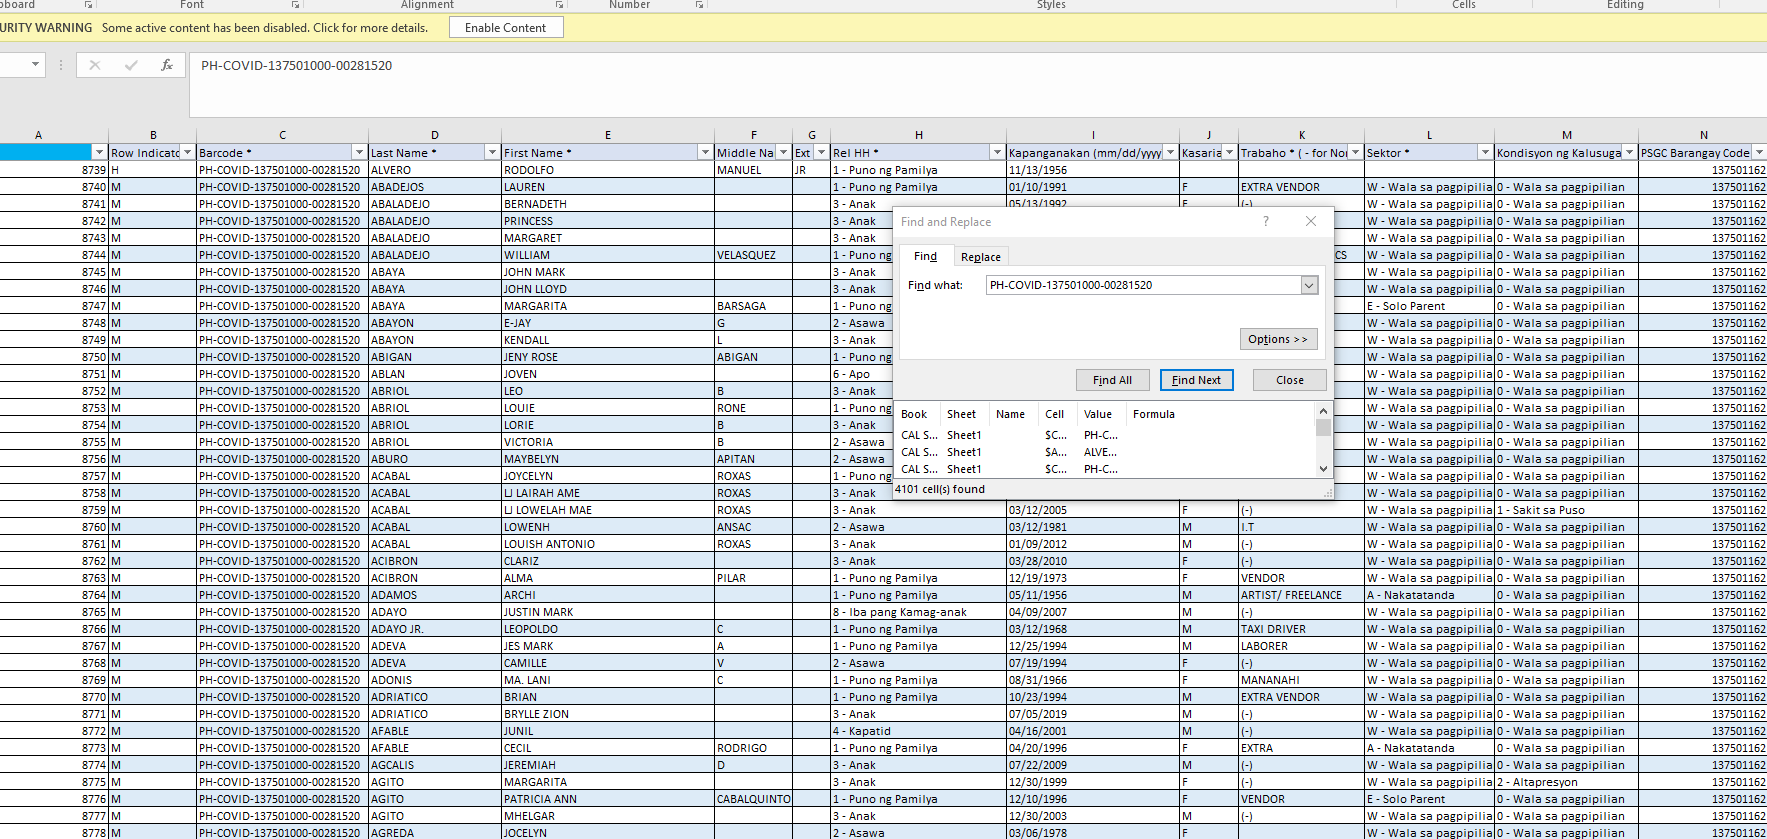 pboard Font Alignment Number Styles Cells Editing
URITY WARNING Some active content has been disabled. Click for more details. Enable Content
fx PH-COVID-137501000-00281520
A B C D E F G H I J K L M N
Row Indicato Barcode * Last Name * First Name * Middle Na Ext Rel HH * Kapanganakan (mm/dd/yyyy Kasaria Trabaho * ( - for Nor Sektor * Kondisyon ng Kalusuga PSGC Barangay Code
8739 H PH-COVID-137501000-00281520 ALVERO RODOLFO MANUEL JR 1 - Puno ng Pamilya 11/13/1956 137501162
8740 M PH-COVID-137501000-00281520 ABADEJOS LAUREN 1 - Puno ng Pamilya 01/10/1991 F EXTRA VENDOR W - Wala sa pagpipilia 0 - Wala sa pagpipilian 137501162
8741 M PH-COVID-137501000-00281520 ABALADEJO BERNADETH 3 - Anak 05/13/1992 F (-) W - Wala sa pagpipilia 0 - Wala sa pagpipilian 137501162
8742 M PH-COVID-137501000-00281520 ABALADEJO PRINCESS 3 - Anak W - Wala sa pagpipilia 0 - Wala sa pagpipilian 137501162
8743 M PH-COVID-137501000-00281520 ABALADEJO MARGARET 3 - Anak W - Wala sa pagpipilia 0 - Wala sa pagpipilian 137501162
8744 M PH-COVID-137501000-00281520 ABALADEJO WILLIAM VELASQUEZ 1 - Puno ng CS W - Wala sa pagpipilia 0 - Wala sa pagpipilian 137501162
8745 M PH-COVID-137501000-00281520 ABAYA JOHN MARK 3 - Anak W - Wala sa pagpipilia 0 - Wala sa pagpipilian 137501162
8746 M PH-COVID-137501000-00281520 ABAYA JOHN LLOYD 3 - Anak W - Wala sa pagpipilia 0 - Wala sa pagpipilian 137501162
8747 M PH-COVID-137501000-00281520 ABAYA MARGARITA BARSAGA 1 - Puno ng E - Solo Parent 0 - Wala sa pagpipilian 137501162
8748 M PH-COVID-137501000-00281520 ABAYON E-JAY G 2 - Asawa W - Wala sa pagpipilia 0 - Wala sa pagpipilian 137501162
8749 M PH-COVID-137501000-00281520 ABAYON KENDALL L 3 - Anak W - Wala sa pagpipilia 0 - Wala sa pagpipilian 137501162
8750 M PH-COVID-137501000-00281520 ABIGAN JENY ROSE ABIGAN 1 - Puno ng W - Wala sa pagpipilia 0 - Wala sa pagpipilian 137501162
8751 M PH-COVID-137501000-00281520 ABLAN JOVEN 6 - Apo W - Wala sa pagpipilia 0 - Wala sa pagpipilian 137501162
8752 M PH-COVID-137501000-00281520 ABRIOL LEO B 3 - Anak W - Wala sa pagpipilia 0 - Wala sa pagpipilian 137501162
8753 M PH-COVID-137501000-00281520 ABRIOL LOUIE RONE 1 - Puno ng W - Wala sa pagpipilia 0 - Wala sa pagpipilian 137501162
8754 M PH-COVID-137501000-00281520 ABRIOL LORIE B 3 - Anak W - Wala sa pagpipilia 0 - Wala sa pagpipilian 137501162
8755 M PH-COVID-137501000-00281520 ABRIOL VICTORIA B 2 - Asawa W - Wala sa pagpipilia 0 - Wala sa pagpipilian 137501162
8756 M PH-COVID-137501000-00281520 ABURO MAYBELYN APITAN 2 - Asawa W - Wala sa pagpipilia 0 - Wala sa pagpipilian 137501162
8757 M PH-COVID-137501000-00281520 ACABAL JOYCELYN ROXAS 1 - Puno ng W - Wala sa pagpipilia 0 - Wala sa pagpipilian 137501162
8758 M PH-COVID-137501000-00281520 ACABAL LJ LAIRAH AME ROXAS 3 - Anak W - Wala sa pagpipilia 0 - Wala sa pagpipilian 137501162
8759 M PH-COVID-137501000-00281520 ACABAL LJ LOWELAH MAE ROXAS 3 - Anak 03/12/2005 F (-) W - Wala sa pagpipilia 1 - Sakit sa Puso 137501162
8760 M PH-COVID-137501000-00281520 ACABAL LOWENH ANSAC 2 - Asawa 03/12/1981 M I.T W - Wala sa pagpipilia 0 - Wala sa pagpipilian 137501162
8761 M PH-COVID-137501000-00281520 ACABAL LOUISH ANTONIO ROXAS 3 - Anak 01/09/2012 M (-) W - Wala sa pagpipilia 0 - Wala sa pagpipilian 137501162
8762 M PH-COVID-137501000-00281520 ACIBRON CLARIZ 3 - Anak 03/28/2010 F (-) W - Wala sa pagpipilia 0 - Wala sa pagpipilian 137501162
8763 M PH-COVID-137501000-00281520 ACIBRON ALMA PILAR 1 - Puno ng Pamilya 12/19/1973 F VENDOR W - Wala sa pagpipilia 0 - Wala sa pagpipilian 137501162
8764 M PH-COVID-137501000-00281520 ADAMOS ARCHI 1 - Puno ng Pamilya 05/11/1956 M ARTIST/ FREELANCE A - Nakatatanda 0 - Wala sa pagpipilian 137501162
8765 M PH-COVID-137501000-00281520 ADAYO JUSTIN MARK 8 - Iba pang Kamag-anak 04/09/2007 M (-) W - Wala sa pagpipilia 0 - Wala sa pagpipilian 137501162
8766 M PH-COVID-137501000-00281520 ADAYO JR. LEOPOLDO C 1 - Puno ng Pamilya 03/12/1968 M TAXI DRIVER W - Wala sa pagpipilia 0 - Wala sa pagpipilian 137501162
8767 M PH-COVID-137501000-00281520 ADEVA JES MARK A 1 - Puno ng Pamilya 12/25/1994 M LABORER W - Wala sa pagpipilia 0 - Wala sa pagpipilian 137501162
8768 M PH-COVID-137501000-00281520 ADEVA CAMILLE V 2 - Asawa 07/19/1994 F (-) W - Wala sa pagpipilia 0 - Wala sa pagpipilian 137501162
8769 M PH-COVID-137501000-00281520 ADONIS MA. LANI C 1 - Puno ng Pamilya 08/31/1966 F MANANAHI W - Wala sa pagpipilia 0 - Wala sa pagpipilian 137501162
8770 M PH-COVID-137501000-00281520 ADRIATICO BRIAN 1 - Puno ng Pamilya 10/23/1994 M EXTRA VENDOR W - Wala sa pagpipilia 0 - Wala sa pagpipilian 137501162
8771 M PH-COVID-137501000-00281520 ADRIATICO BRYLLE ZION 3 - Anak 07/05/2019 M (-) W - Wala sa pagpipilia 0 - Wala sa pagpipilian 137501162
8772 M PH-COVID-137501000-00281520 AFABLE JUNIL 4 - Kapatid 04/16/2001 M (-) W - Wala sa pagpipilia 0 - Wala sa pagpipilian 137501162
8773 M PH-COVID-137501000-00281520 AFABLE CECIL RODRIGO 1 - Puno ng Pamilya 04/20/1996 F EXTRA A - Nakatatanda 0 - Wala sa pagpipilian 137501162
8774 M PH-COVID-137501000-00281520 AGCALIS JEREMIAH D 3 - Anak 07/22/2009 M (-) W - Wala sa pagpipilia 0 - Wala sa pagpipilian 137501162
8775 M PH-COVID-137501000-00281520 AGITO MARGARITA 3 - Anak 12/30/1999 F (-) W - Wala sa pagpipilia 2 - Altapresyon 137501162
8776 M PH-COVID-137501000-00281520 AGITO PATRICIA ANN CABALQUINTO 1 - Puno ng Pamilya 12/10/1996 F VENDOR E - Solo Parent 0 - Wala sa pagpipilian 137501162
8777 M PH-COVID-137501000-00281520 AGITO MHELGAR 3 - Anak 12/30/2003 M (-) W - Wala sa pagpipilia 0 - Wala sa pagpipilian 137501162
8778 M PH-COVID-137501000-00281520 AGREDA JOCELYN 2 - Asawa 03/06/1978 F W - Wala sa pagpipilia 0 - Wala sa pagpipilian 137501162
Find and Replace ?
Find Replace
Find what: PH-COVID-137501000-00281520
Options >>
Find All Find Next Close
Book Sheet Name Cell Value Formula
CAL S... Sheet1 $C... PH-C...
CAL S... Sheet1 $A... ALVE...
CAL S... Sheet1 $C... PH-C...
4101 cell(s) found